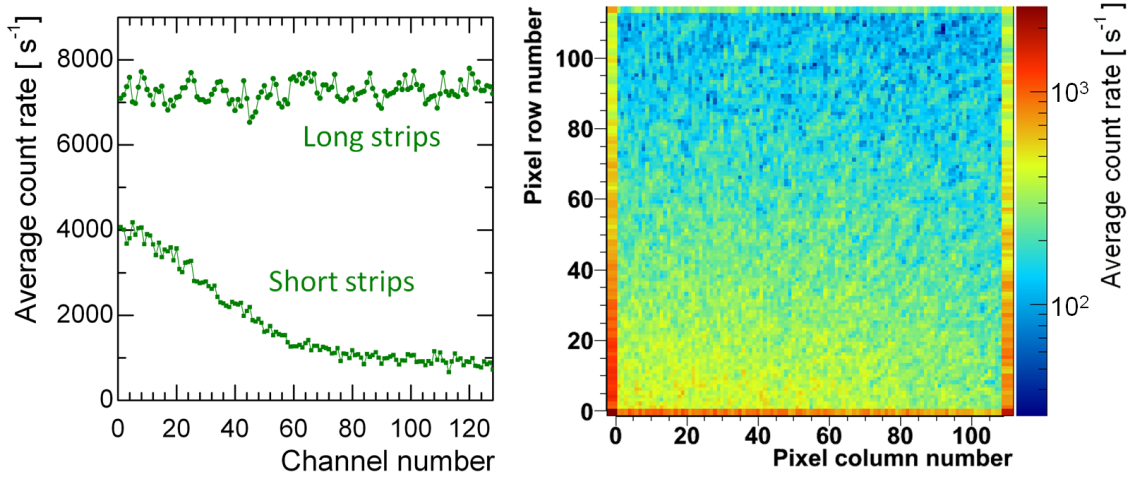 Average count rate [ s⁻¹]
8000
6000
4000
2000
0
Long strips
Short strips
0 20 40 60 80 100 120
Channel number
Pixel row number
100
80
60
40
20
0
0 20 40 60 80 100
Pixel column number
10³
10²
Average count rate [ s⁻¹]